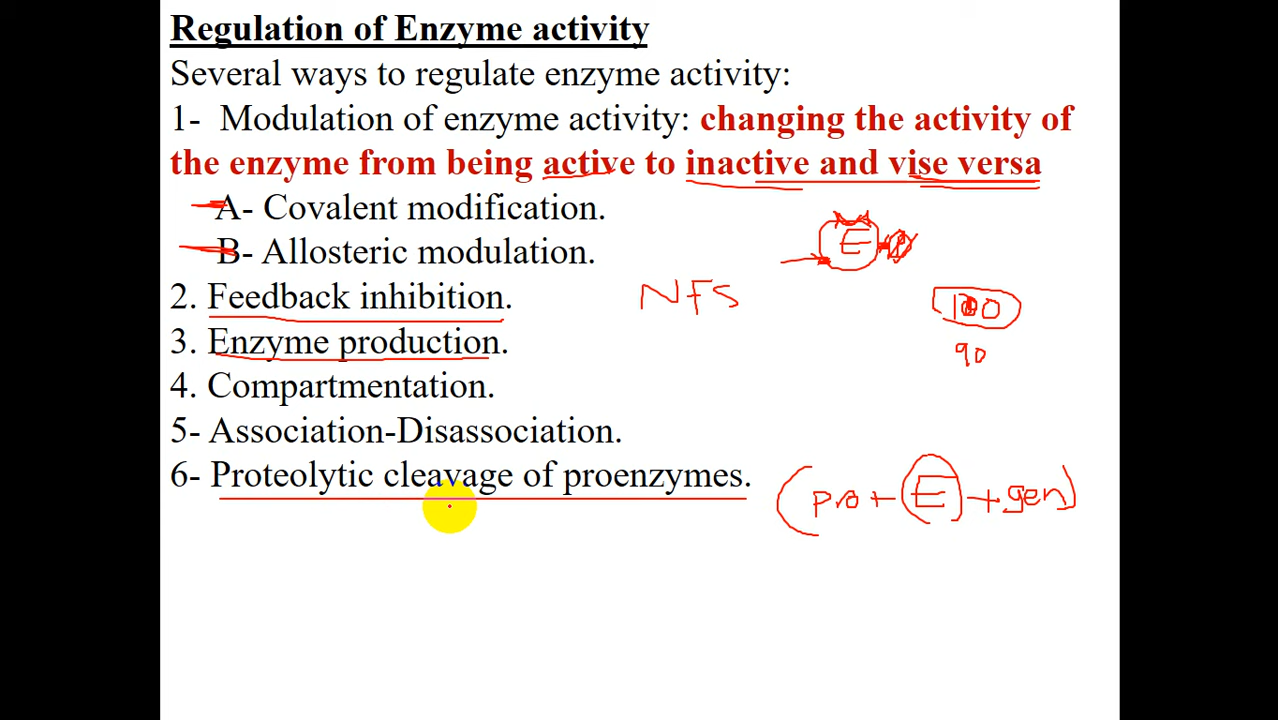 Regulation of Enzyme activity
Several ways to regulate enzyme activity:
1- Modulation of enzyme activity: changing the activity of
the enzyme from being active to inactive and vise versa
A- Covalent modification.
B- Allosteric modulation.
E
2. Feedback inhibition.
NFS
3. Enzyme production.
90
4. Compartmentation.
5- Association-Disassociation.
6- Proteolytic cleavage of proenzymes.
(pro + E + gen)